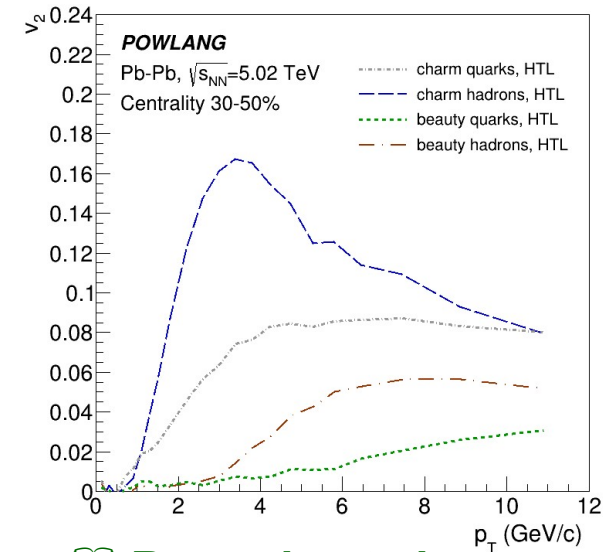 v2
0.24
0.22
0.2
0.18
0.16
0.14
0.12
0.1
0.08
0.06
0.04
0.02
0
POWLANG
Pb-Pb, √sNN=5.02 TeV
Centrality 30-50%
charm quarks, HTL
charm hadrons, HTL
beauty quarks, HTL
beauty hadrons, HTL
0 2 4 6 8 10 12
pT (GeV/c)